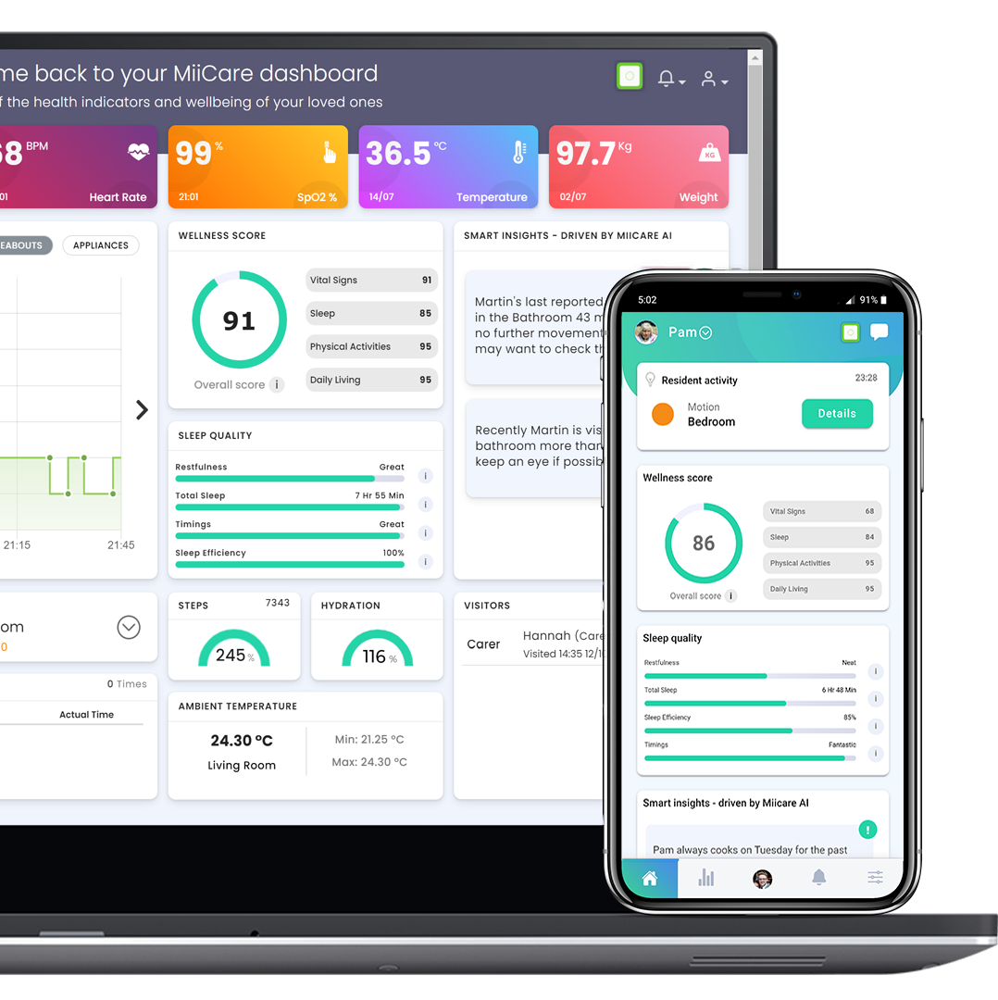 me back to your MiiCare dashboard
f the health indicators and wellbeing of your loved ones
68 BPM
01
Heart Rate
99 %
21:01
SpO2 %
36.5 °C
14/07
Temperature
97.7 Kg
KG
02/07
Weight
EABOUTS
APPLIANCES
21:15
21:45
om
0
0 Times
Actual Time
WELLNESS SCORE
91
Overall score i
Vital Signs 91
Sleep 85
Physical Activities 95
Daily Living 95
SLEEP QUALITY
Restfulness Great
i
Total Sleep 7 Hr 55 Min
i
Timings Great
i
Sleep Efficiency 100%
i
STEPS 7343
245 %
HYDRATION
116 %
AMBIENT TEMPERATURE
24.30 ºC
Living Room
Min: 21.25 ºC
Max: 24.30 ºC
SMART INSIGHTS - DRIVEN BY MIICARE AI
Martin's last reported
in the Bathroom 43 m
no further movement
may want to check th
Recently Martin is vis
bathroom more than
keep an eye if possib
VISITORS
Carer
Hannah (Care
Visited 14:35 12/1
5:02
91%
Pam
Resident activity
23:28
Motion
Bedroom
Details
Wellness score
86
Overall score i
Vital Signs 68
Sleep 84
Physical Activities 95
Daily Living 95
Sleep quality
Restfulness Neat
i
Total Sleep 6 Hr 48 Min
i
Sleep Efficiency 85%
i
Timings Fantastic
i
Smart insights - driven by Miicare AI
!
Pam always cooks on Tuesday for the past